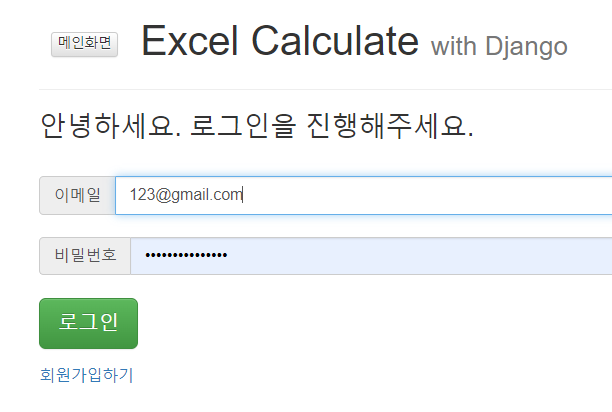 메인화면 Excel Calculate with Django
안녕하세요. 로그인을 진행해주세요.
이메일 123@gmail.com
비밀번호 •••••••••••••••
로그인
회원가입하기